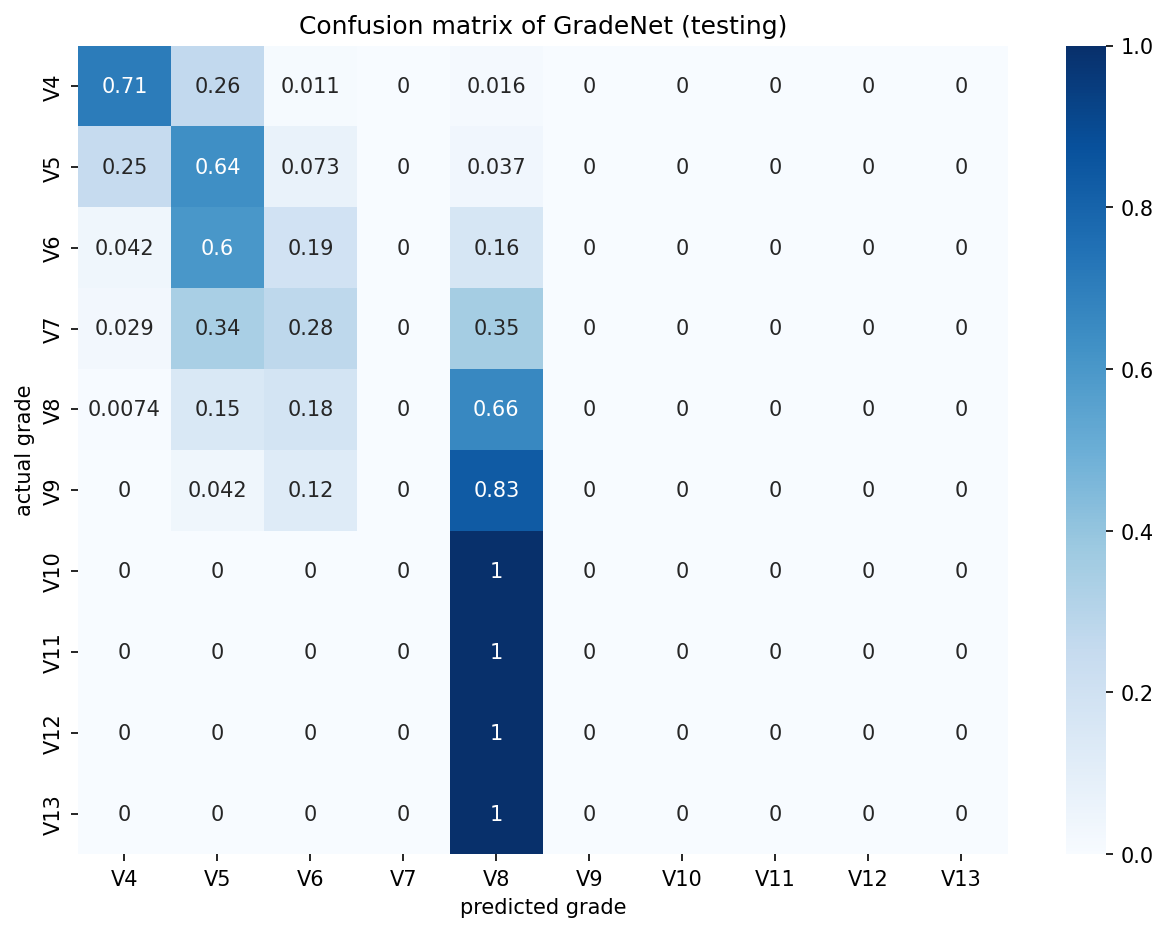 Confusion matrix of GradeNet (testing)
V4 0.71 0.26 0.011 0 0.016 0 0 0 0 0
V5 0.25 0.64 0.073 0 0.037 0 0 0 0 0
V6 0.042 0.6 0.19 0 0.16 0 0 0 0 0
V7 0.029 0.34 0.28 0 0.35 0 0 0 0 0
V8 0.0074 0.15 0.18 0 0.66 0 0 0 0 0
V9 0 0.042 0.12 0 0.83 0 0 0 0 0
V10 0 0 0 0 1 0 0 0 0 0
V11 0 0 0 0 1 0 0 0 0 0
V12 0 0 0 0 1 0 0 0 0 0
V13 0 0 0 0 1 0 0 0 0 0
V4 V5 V6 V7 V8 V9 V10 V11 V12 V13
predicted grade
actual grade
1.0
0.8
0.6
0.4
0.2
0.0